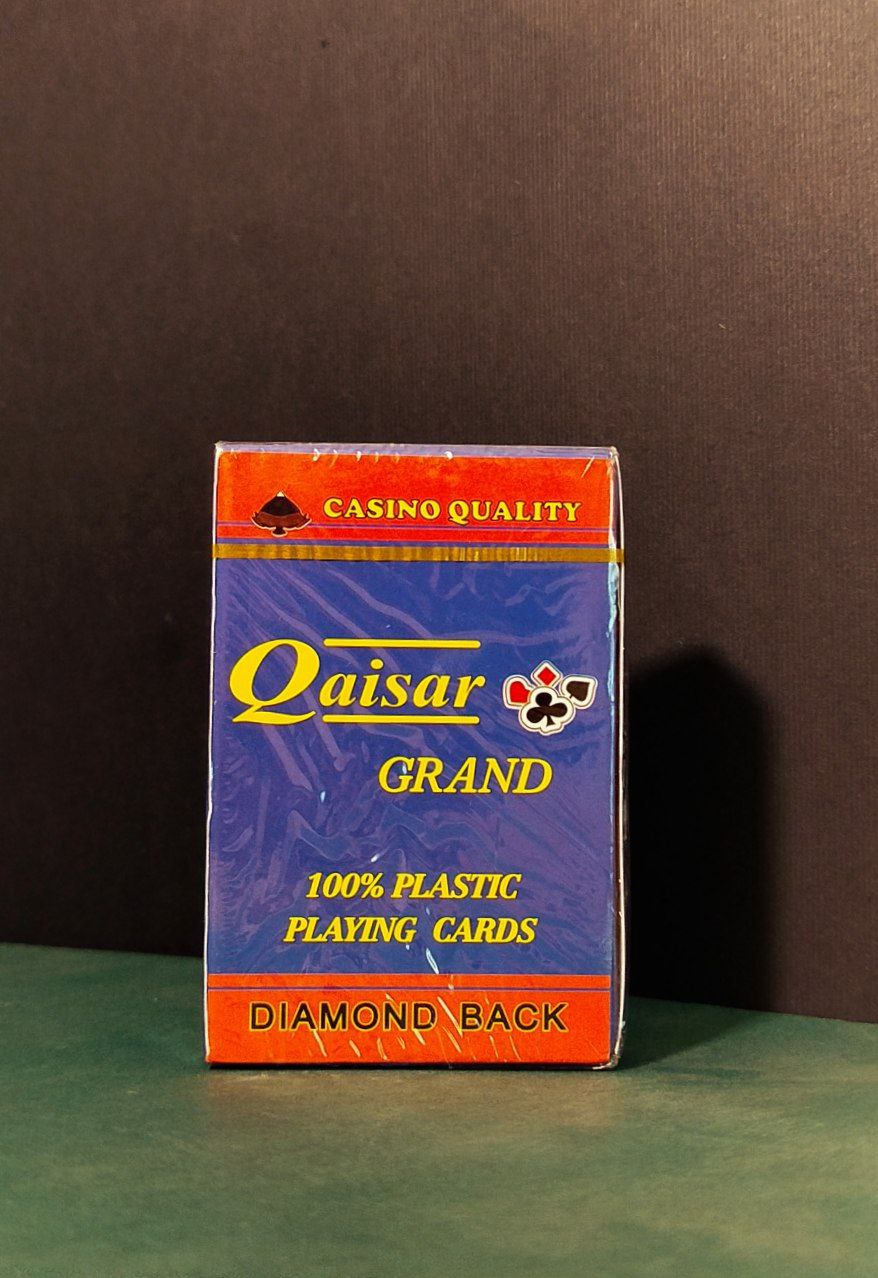 CASINO QUALITY
Qaisar
GRAND
100% PLASTIC
PLAYING CARDS
DIAMOND BACK